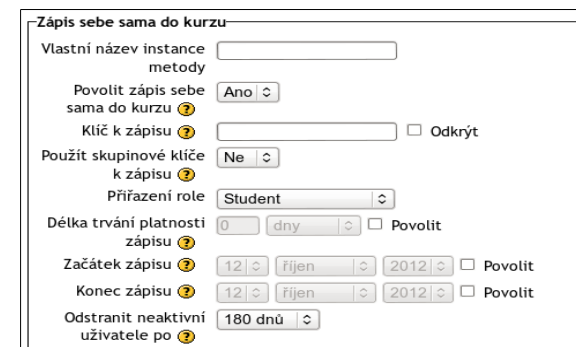 Zápis sebe sama do kurzu
Vlastní název instance
metody
Povolit zápis sebe
sama do kurzu ? Ano
Klíč k zápisu ? Odkrýt
Použít skupinové klíče
k zápisu ? Ne
Přiřazení role Student
Délka trvání platnosti
zápisu ? 0 dny Povolit
Začátek zápisu ? 12 říjen 2012 Povolit
Konec zápisu ? 12 říjen 2012 Povolit
Odstranit neaktivní
uživatele po ? 180 dnů